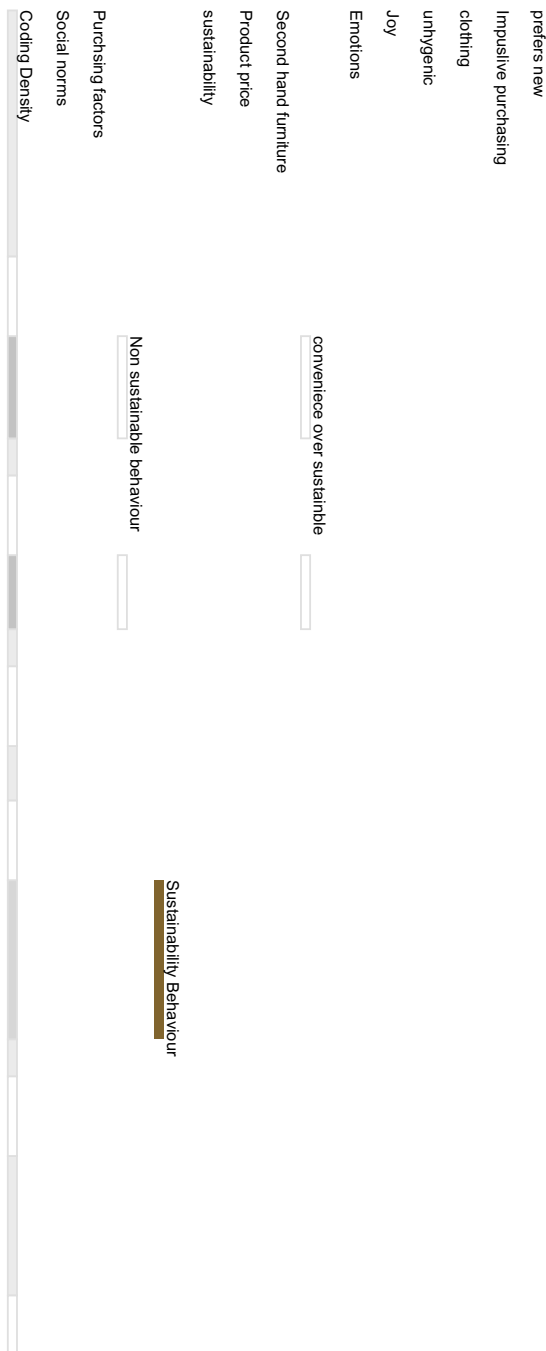 prefers new
Impuslive purchasing
clothing
unhygenic
Joy
Emotions
conveniece over sustainble
Second hand furniture
Product price
sustainability
Sustainability Behaviour
Non sustainable behaviour
Purchsing factors
Social norms
Coding Density